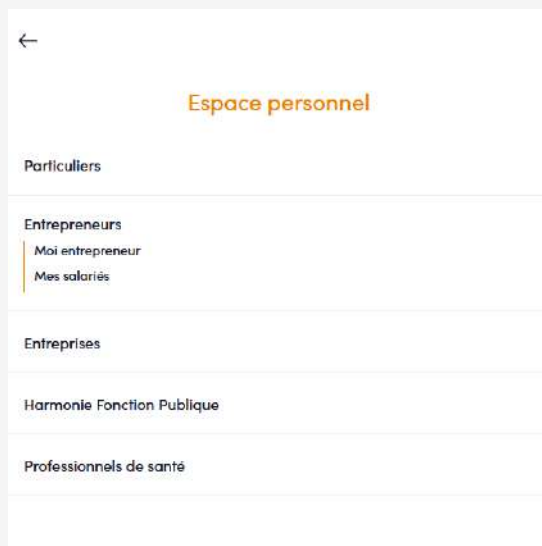 Espace personnel
Particuliers
Entrepreneurs
Moi entrepreneur
Mes salariés
Entreprises
Harmonie Fonction Publique
Professionnels de santé